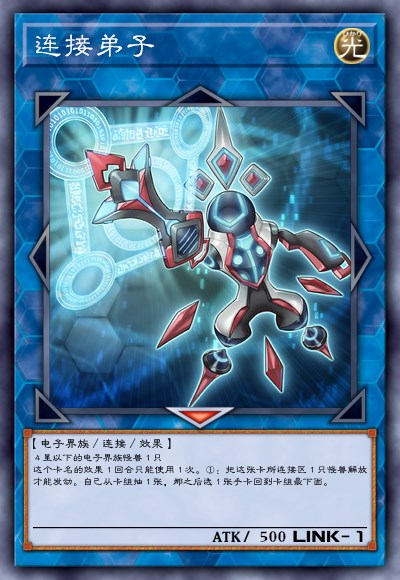 连接弟子
光
ひかり
【电子界族／连接／效果】
4星以下的电子界族怪兽1只
这个卡名的效果1回合只能使用1次。①：把这张卡所连接区1只怪兽解放
才能发动。自己从卡组抽1张，那之后选1张手卡回到卡组最下面。
ATK/ 500 LINK-1